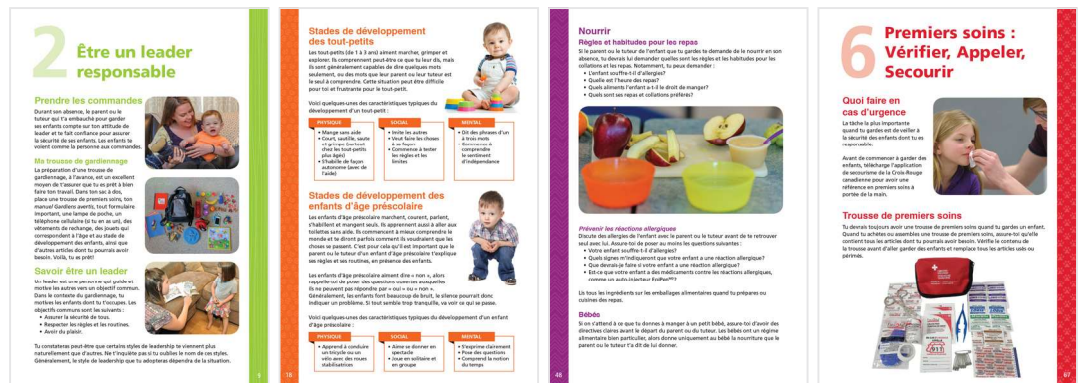 2
Être un leader
responsable
Prendre les commandes
Durant ses absence, le parent ou le
tuteur qui t'a embauché pour garder
ses enfants compte sur ton attitude de
leader et te fait confiance pour assurer
la sécurité de ses enfants. Les enfants te
voient comme la personne aux commandes.
Ma trousse de gardiennage
La préparation d'une trousse de
gardiennage, à l'avance, est un excellent
moyen de t'assurer que tu es prêt à bien
faire ton travail. Dans ton sac à dos,
place une trousse de premiers soins, ton
manuel Gardiens avertis, tout formulaire
important, une lampe de poche, un
téléphone cellulaire (si tu en as un), des
vêtements de rechange, des jouets qui
correspondent à l'âge et au stade de
développement des enfants, ainsi que
d'autres articles dont tu pourrais avoir
besoin. Voilà, tu es prêt!
Savoir être un leader
Un leader est une personne qui guide et
motive les autres vers un objectif commun.
Dans le contexte du gardiennage, tu
motives les enfants dont tu t'occupes. Les
objectifs communs sont les suivants :
• Assurer la sécurité de tous.
• Respecter les règles et les routines.
• Avoir du plaisir.
Tu constateras peut-être que certains styles de leadership te viennent plus
naturellement que d'autres. Ne t'inquiète pas si tu oublies le nom de ces styles.
Généralement, le style de leadership que tu adopteras dépendra de la situation.
Stades de développement
des tout-petits
Les tout-petits (de 1 à 3 ans) aiment marcher, grimper et
explorer. Ils comprennent peut-être ce que tu leur dis, mais
ils sont généralement capables de dire quelques mots
seulement, ou des mots que leur parent ou leur tuteur est
le seul à comprendre. Cette situation peut être difficile
pour toi et frustrante pour le tout-petit.
Voici quelques-unes des caractéristiques typiques du
développement d'un tout-petit :
PHYSIQUE
• Mange sans aide
• Court, sautille, saute
chez les tout-petits
plus âgés)
• S'habille de façon
autonome (avec de
l'aide)
SOCIAL
• Imite les autres
• Veut faire les choses
• Commence à tester
les règles et les
limites
MENTAL
• Dit des phrases d'un
à trois mots
comprendre
le sentiment
d'indépendance
Stades de développement des
enfants d'âge préscolaire
Les enfants d'âge préscolaire marchent, courent, parlent,
s'habillent et mangent seuls. Ils apprennent aussi à aller aux
toilettes sans aide. Ils commencent à mieux comprendre le
monde et te diront parfois comment ils voudraient que les
choses se passent. C'est pour cela qu'il est important que le
parent ou le tuteur d'un enfant d'âge préscolaire t'explique
ses règles et ses routines, en présence des enfants.
Les enfants d'âge préscolaire aiment dire « non », alors
rappelle-toi de poser des questions ouvertes auxquelles
ils ne peuvent pas répondre par « oui » ou « non ».
Généralement, les enfants font beaucoup de bruit, le silence pourrait donc
indiquer un problème. Si tout semble trop tranquille, va voir ce qui se passe.
Voici quelques-unes des caractéristiques typiques du développement d'un enfant
d'âge préscolaire :
PHYSIQUE
• Apprend à conduire
un tricycle ou un
vélo avec des roues
stabilisatrices
SOCIAL
• Aime se donner en
spectacle
• Joue en solitaire et
en groupe
MENTAL
• S'exprime clairement
• Pose des questions
• Comprend la notion
du temps
Nourrir
Règles et habitudes pour les repas
Si le parent ou le tuteur de l'enfant que tu gardes te demande de le nourrir en son
absence, tu devrais lui demander quelles sont les règles et les habitudes pour les
collations et les repas. Notamment, tu peux demander :
• L'enfant souffre-t-il d'allergies?
• Quelle est l'heure des repas?
• Quels aliments l'enfant a-t-il le droit de manger?
• Quels sont ses repas et collations préférés?
Prévenir les réactions allergiques
Discute des allergies de l'enfant avec le parent ou le tuteur avant de te retrouver
seul avec lui. Assure-toi de poser au moins les questions suivantes :
• Votre enfant souffre-t-il d'allergies?
• Quels signes m'indiqueront que votre enfant a une réaction allergique?
• Que devrais-je faire si votre enfant a une réaction allergique?
• Est-ce que votre enfant a des médicaments contre les réactions allergiques,
comme un auto-injecteur EpiPen
Lis tous les ingrédients sur les emballages alimentaires quand tu prépares ou
cuisines des repas.
Bébés
Si on s'attend à ce que tu donnes à manger à un petit bébé, assure-toi d'avoir des
directives claires avant le départ du parent ou du tuteur. Les bébés ont un régime
alimentaire bien particulier, alors donne uniquement au bébé la nourriture que le
parent ou le tuteur t'a dit de lui donner.
48
6
Premiers soins :
Vérifier, Appeler,
Secourir
Quoi faire en
cas d'urgence
La tâche la plus importante
quand tu gardes est de veiller à
la sécurité des enfants dont tu es
responsable.
Avant de commencer à garder des
enfants, télécharge l'application
de secourisme de la Croix-Rouge
canadienne pour avoir une
référence en premiers soins à
portée de la main.
Trousse de premiers soins
Tu devrais toujours avoir une trousse de premiers soins quand tu gardes un enfant.
Quand tu achètes ou assembles une trousse de premiers soins, assure-toi qu'elle
contient tous les articles dont tu pourrais avoir besoin. Vérifie le contenu de
la trousse avant d'aller garder des enfants et remplace tous les articles usés ou
périmés.
911
67